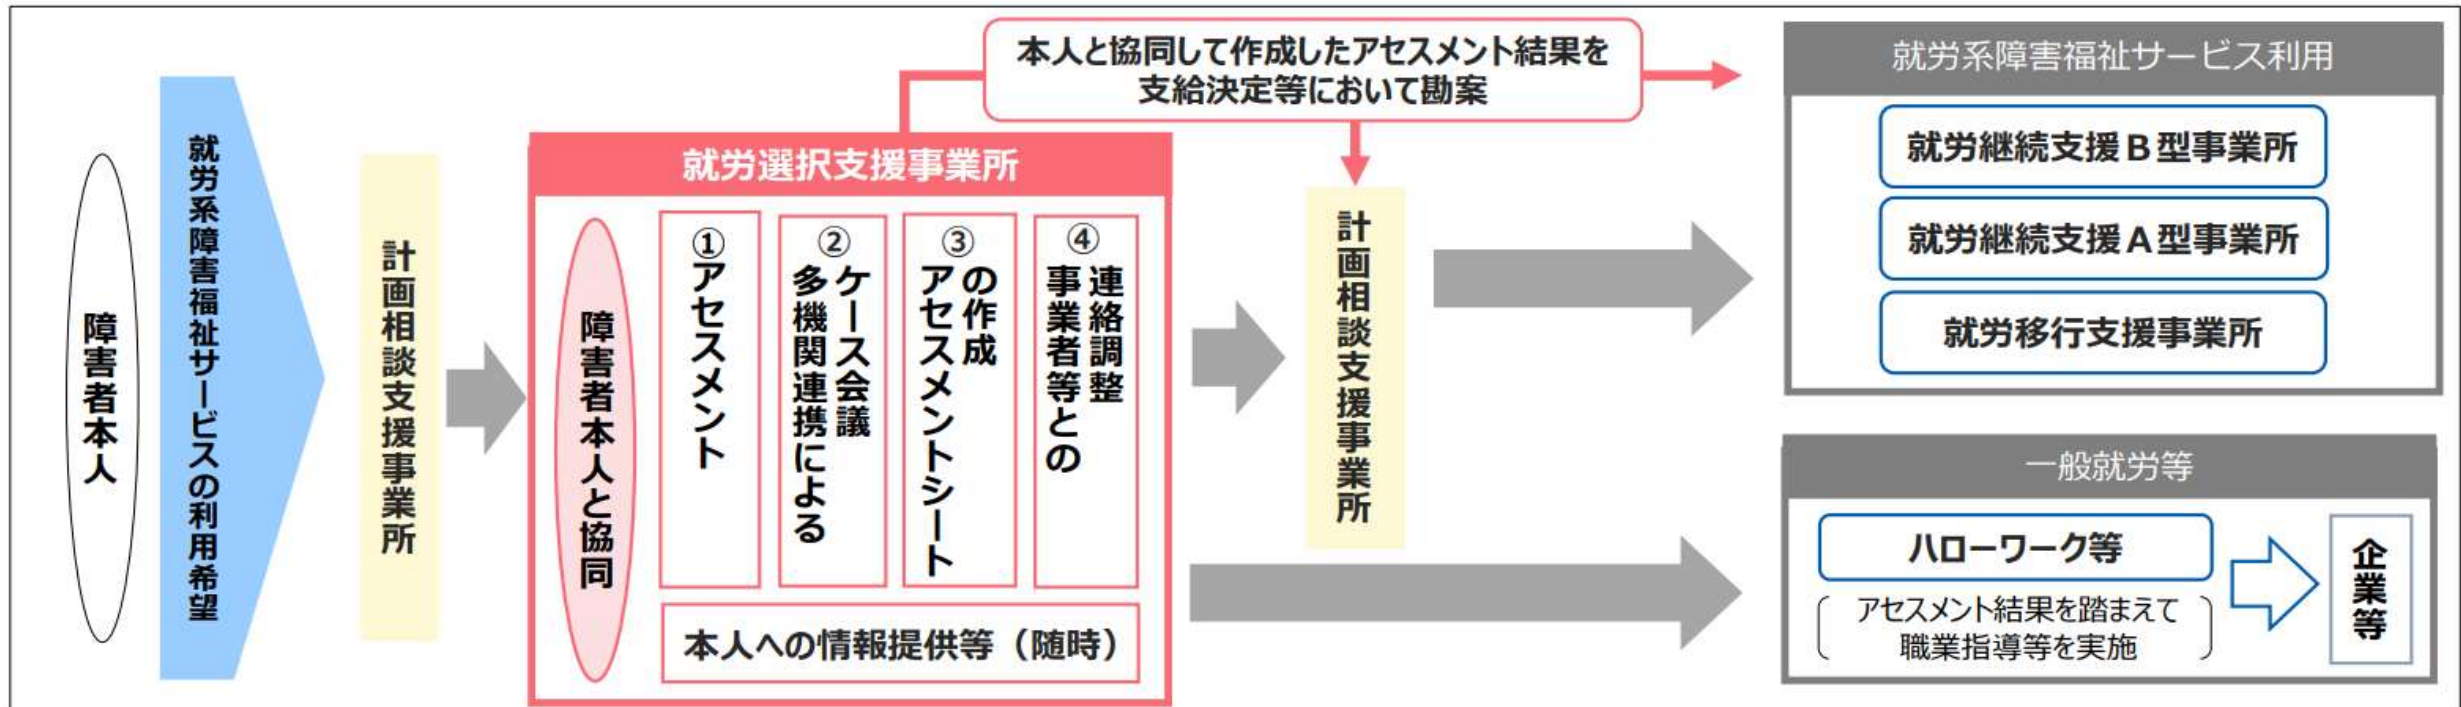 障害者本人
就労系障害福祉サービスの利用希望
計画相談支援事業所
就労選択支援事業所
障害者本人と協同
①
アセスメント
②
ケース会議
多機関連携による
③
の作成
アセスメントシート
④
連絡調整
事業者等との
本人への情報提供等（随時）
本人と協同して作成したアセスメント結果を
支給決定等において勘案
計画相談支援事業所
就労系障害福祉サービス利用
就労継続支援Ｂ型事業所
就労継続支援Ａ型事業所
就労移行支援事業所
一般就労等
ハローワーク等
アセスメント結果を踏まえて
職業指導等を実施
企業等